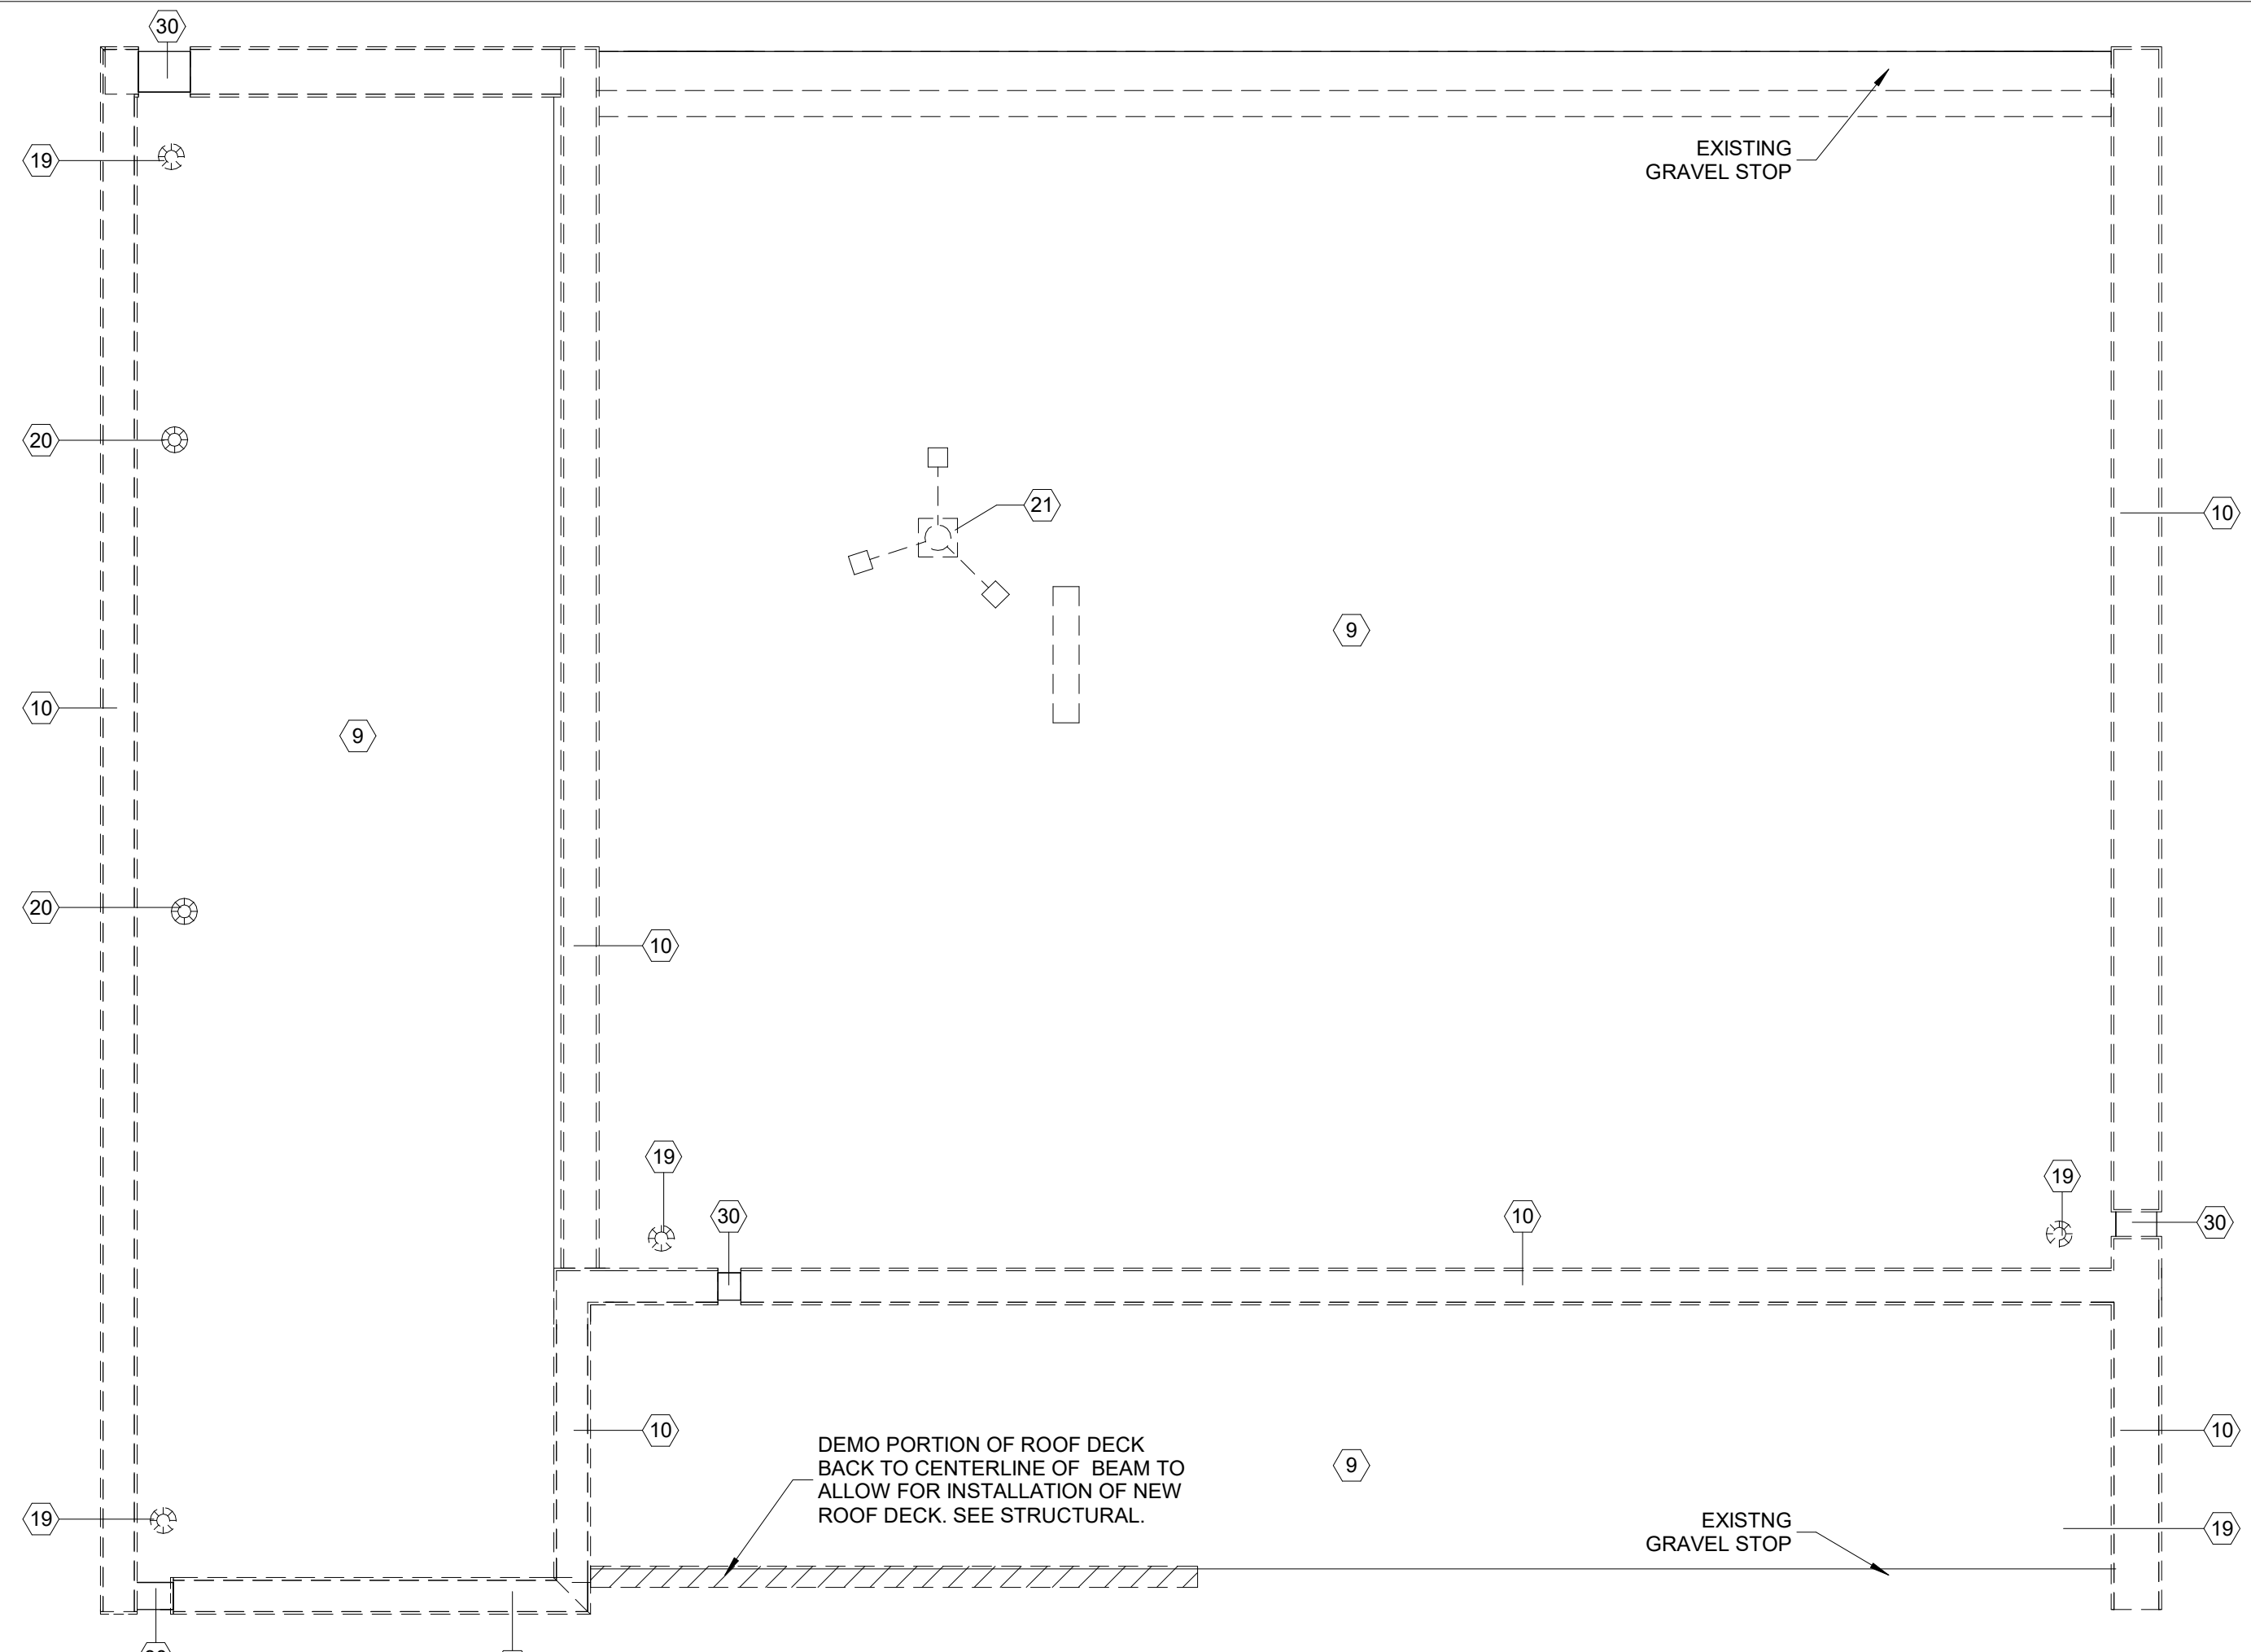 30
EXISTING
GRAVEL STOP
19
20
21
10
9
10
9
20
10
19
19
30
10
30
10
DEMO PORTION OF ROOF DECK
BACK TO CENTERLINE OF  BEAM TO
ALLOW FOR INSTALLATION OF NEW
ROOF DECK. SEE STRUCTURAL.
9
10
19
EXISTNG
GRAVEL STOP
19